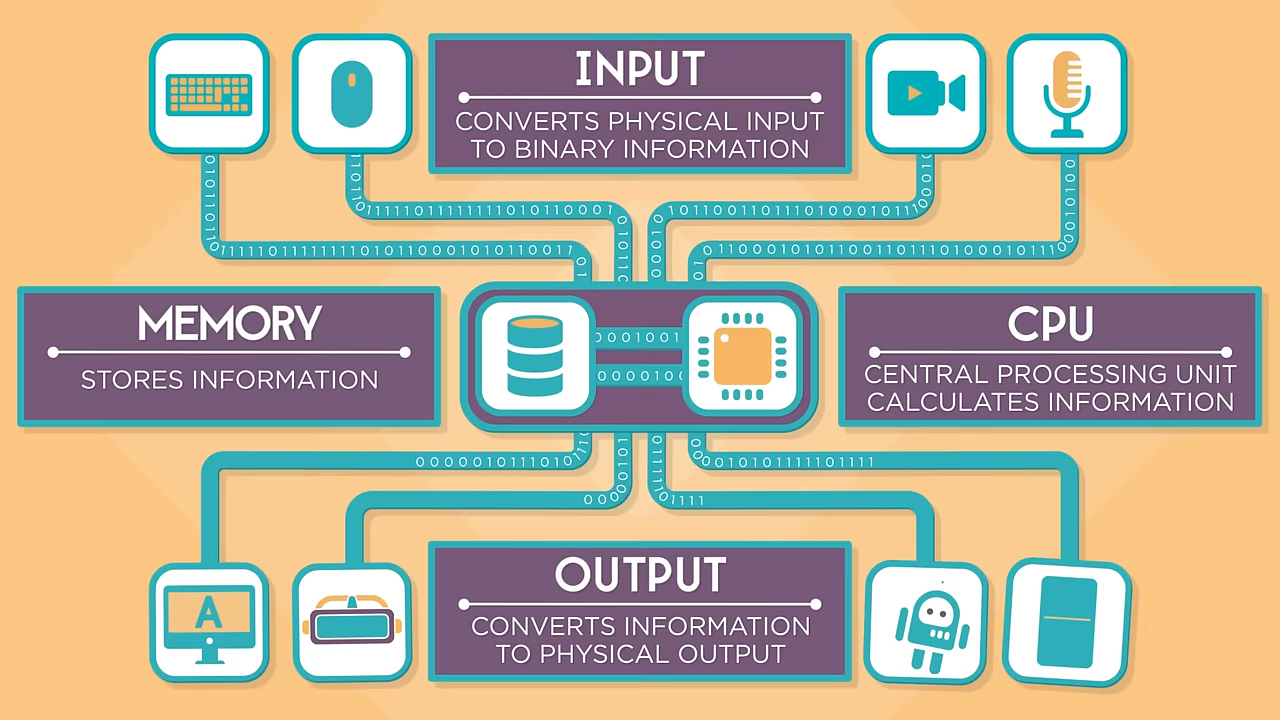 INPUT
CONVERTS PHYSICAL INPUT
TO BINARY INFORMATION
MEMORY
STORES INFORMATION
CPU
CENTRAL PROCESSING UNIT
CALCULATES INFORMATION
OUTPUT
CONVERTS INFORMATION
TO PHYSICAL OUTPUT
A